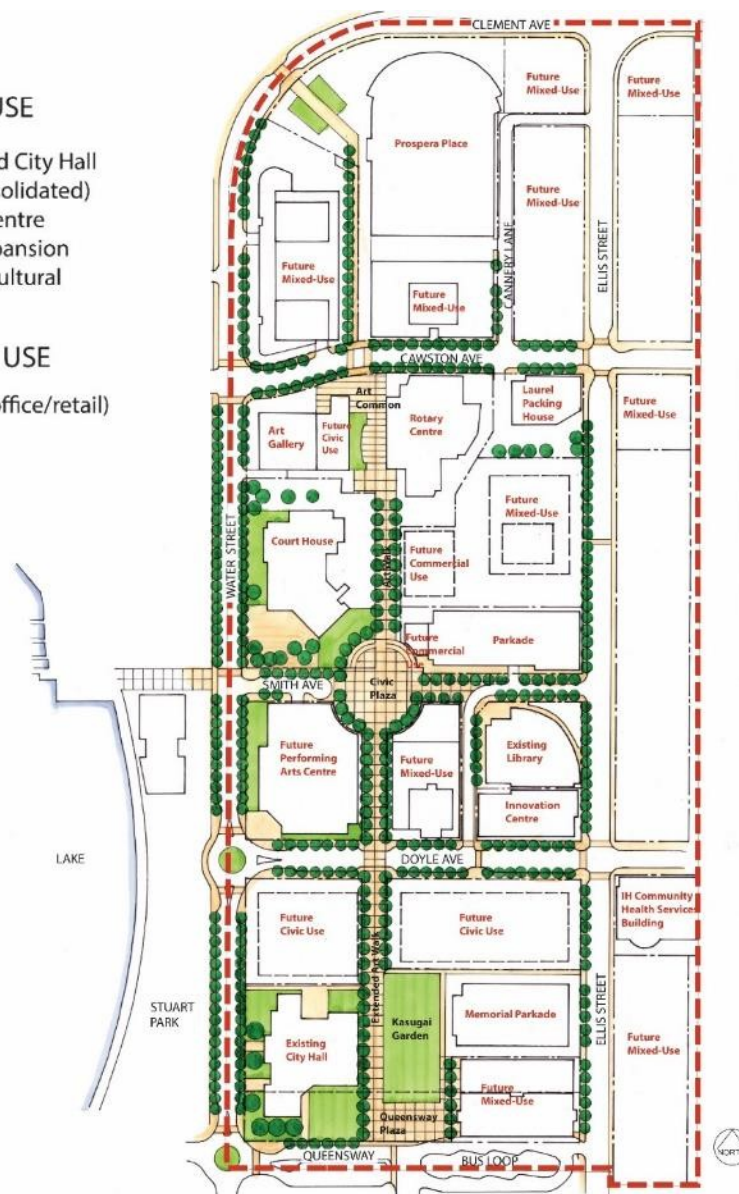 CLEMENT AVE
USE
City Hall
solidated)
entre
pansion
ultural
USE
office/retail)
Future
Mixed-Use
Future
Mixed-Use
Prospera Place
Future
Mixed-Use
CANNERY LANE
ELLIS STREET
Future
Mixed-Use
Future
Mixed-Use
CAWSTON AVE
Art
Common
Laurel
Packing
House
Rotary
Centre
Future
Mixed-Use
Art
Gallery
Future
Civic
Use
Future
Mixed-Use
WATER STREET
Court House
Future
Commercial
Use
Future
Commercial
Use
Parkade
Civic
Plaza
SMITH AVE
Future
Performing
Arts Centre
Future
Mixed-Use
Existing
Library
Innovation
Centre
LAKE
DOYLE AVE
IH Community
Health Services
Building
Future
Civic Use
Future
Civic Use
Extended Art Walk
ELLIS STREET
STUART
PARK
Existing
City Hall
Kasugai
Garden
Memorial Parkade
Future
Mixed-Use
Future
Mixed-Use
Queensway
Plaza
QUEENSWAY
BUS LOOP
NORTH